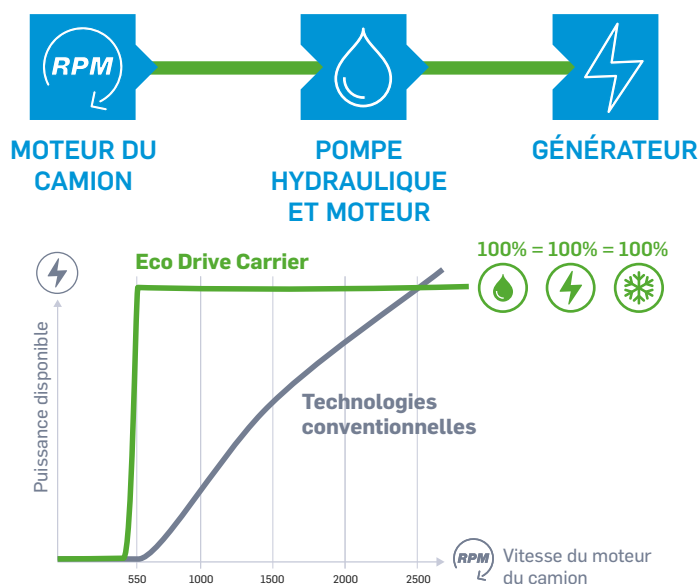 RPM
MOTEUR DU
CAMION
POMPE
HYDRAULIQUE
ET MOTEUR
GÉNÉRATEUR
Eco Drive Carrier
100% = 100% = 100%
Puissance disponible
Technologies
conventionnelles
550 1000 1500 2000 2500
RPM
Vitesse du moteur
du camion